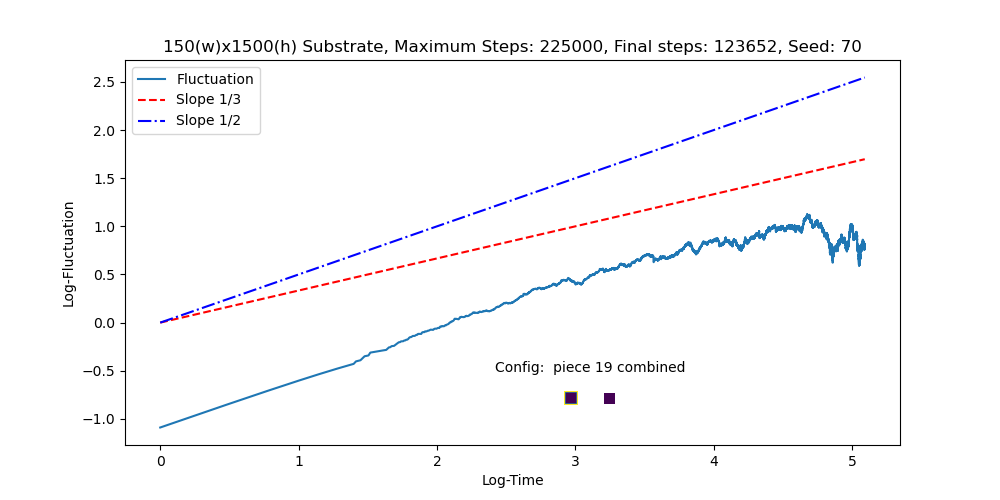 150(w)x1500(h) Substrate, Maximum Steps: 225000, Final steps: 123652, Seed: 70
Fluctuation
Slope 1/3
Slope 1/2
2.5
2.0
1.5
1.0
0.5
0.0
−0.5
−1.0
Log-Fluctuation
Config:  piece 19 combined
0 1 2 3 4 5
Log-Time